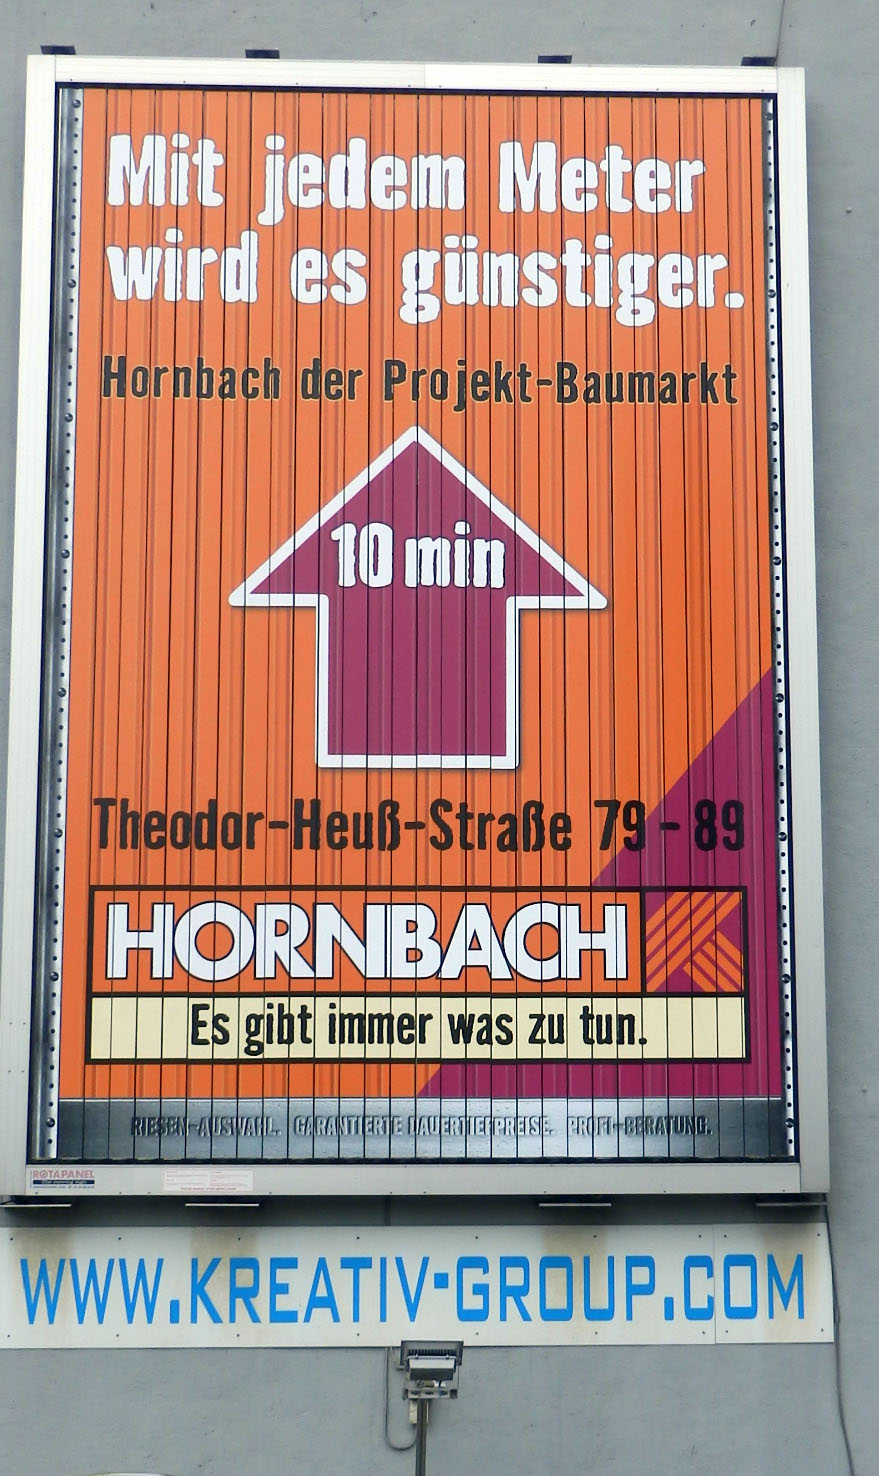 Mit jedem Meter
wird es günstiger.
Hornbach der Projekt-Baumarkt
10 min
Theodor-Heuß-Straße 79 - 89
HORNBACH
Es gibt immer was zu tun.
RIESEN-AUSWAHL. GARANTIERTE DAUERTIEFPREISE. PROFI-BERATUNG.
ROTAPANEL
WWW.KREATIV-GROUP.COM